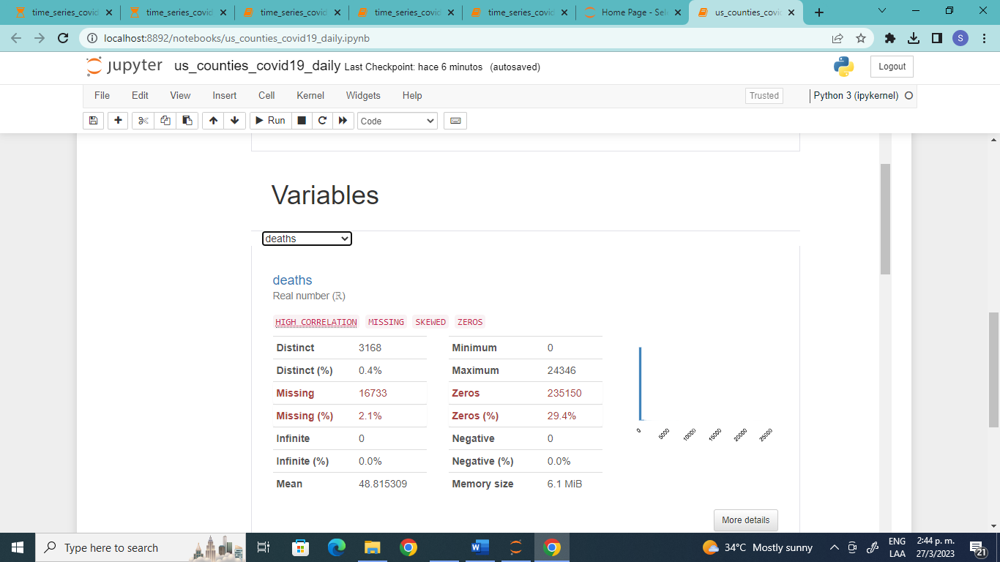 time_series_covid
time_series_covid
time_series_covid
time_series_covid
time_series_covid
Home Page - Sele
us_counties_covid
localhost:8892/notebooks/us_counties_covid19_daily.ipynb
S
jupyter us_counties_covid19_daily Last Checkpoint: hace 6 minutos (autosaved)
Logout
File Edit View Insert Cell Kernel Widgets Help
Trusted
Python 3 (ipykernel)
Run
Code
Variables
deaths
deaths
Real number (ℝ)
HIGH CORRELATION MISSING SKEWED ZEROS
Distinct 3168 Minimum 0
Distinct (%) 0.4% Maximum 24346
Missing 16733 Zeros 235150
Missing (%) 2.1% Zeros (%) 29.4%
Infinite 0 Negative 0
Infinite (%) 0.0% Negative (%) 0.0%
Mean 48.815309 Memory size 6.1 MiB
0 5000 10000 15000 20000 25000
More details
Type here to search
34°C Mostly sunny
ENG
LAA
2:44 p. m.
27/3/2023
21